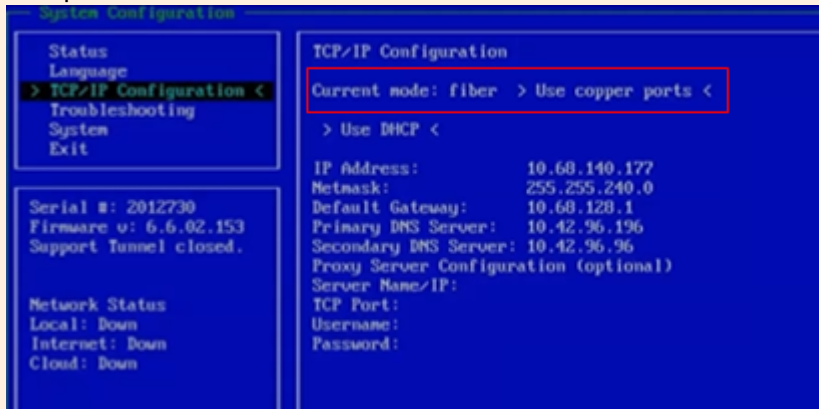 System Configuration
Status
Language
> TCP/IP Configuration <
Troubleshooting
System
Exit
Serial #: 2012730
Firmware v: 6.6.02.153
Support Tunnel closed.
Network Status
Local: Down
Internet: Down
Cloud: Down
TCP/IP Configuration
Current mode: fiber > Use copper ports <
> Use DHCP <
IP Address: 10.68.140.177
Netmask: 255.255.240.0
Default Gateway: 10.68.128.1
Primary DNS Server: 10.42.96.196
Secondary DNS Server: 10.42.96.96
Proxy Server Configuration (optional)
Server Name/IP:
TCP Port:
Username:
Password: